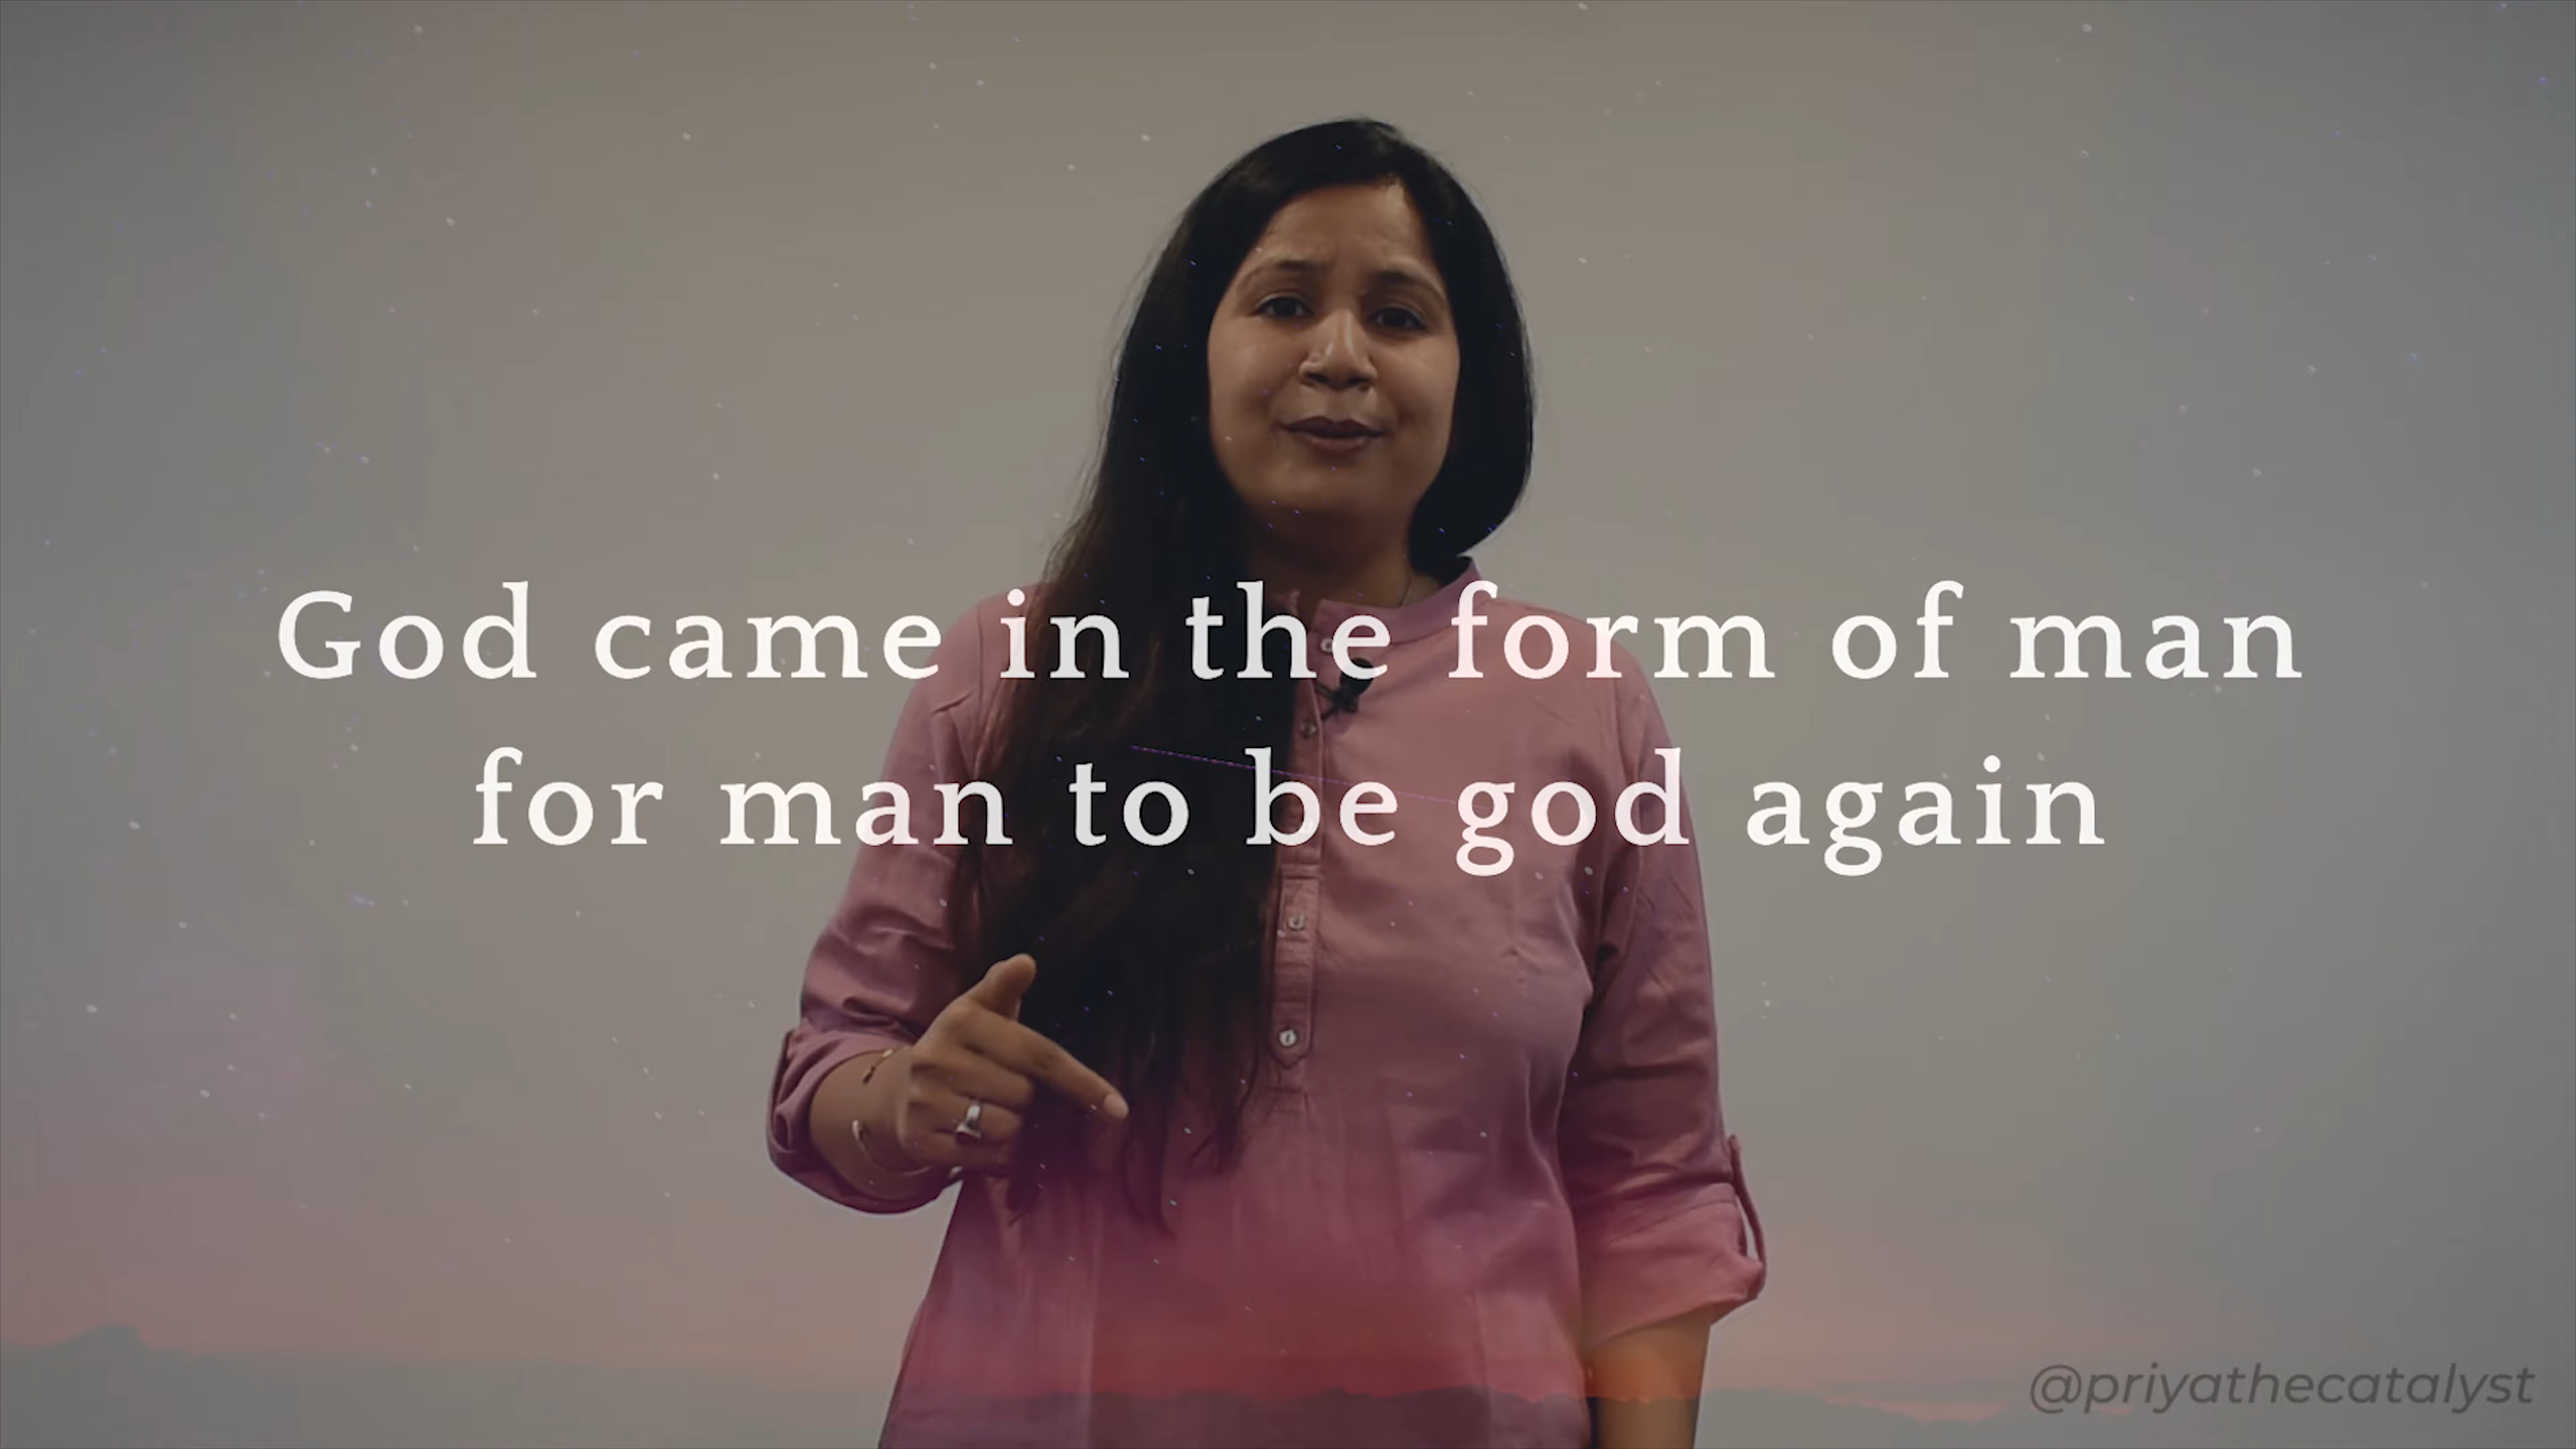 God came in the form of man
for man to be god again
@priyathecatalyst